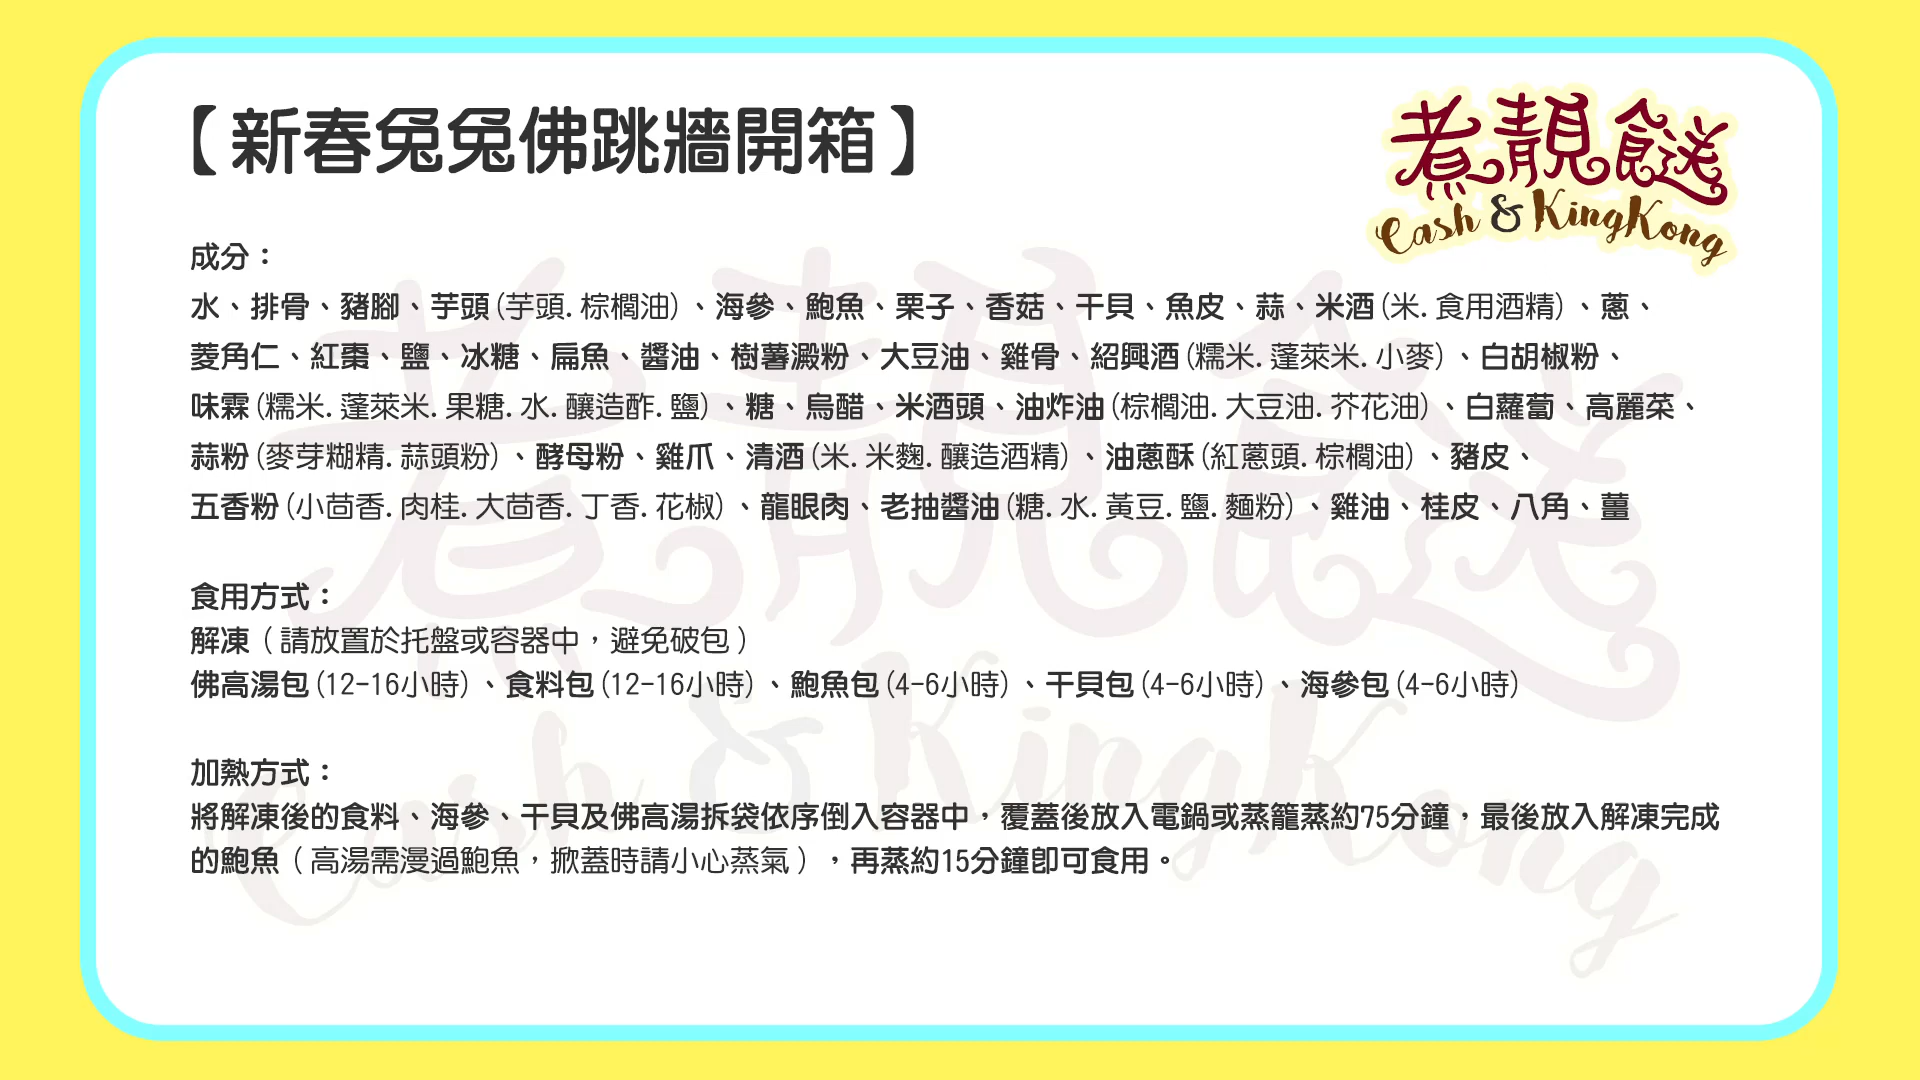 【新春兔兔佛跳牆開箱】
煮靚餸
Cash & KingKong
成分：
水、排骨、豬腳、芋頭(芋頭.棕櫚油)、海參、鮑魚、栗子、香菇、干貝、魚皮、蒜、米酒(米.食用酒精)、蔥、
菱角仁、紅棗、鹽、冰糖、扁魚、醬油、樹薯澱粉、大豆油、雞骨、紹興酒(糯米.蓬萊米.小麥)、白胡椒粉、
味霖(糯米.蓬萊米.果糖.水.釀造酢.鹽)、糖、烏醋、米酒頭、油炸油(棕櫚油.大豆油.芥花油)、白蘿蔔、高麗菜、
蒜粉(麥芽糊精.蒜頭粉)、酵母粉、雞爪、清酒(米.米麴.釀造酒精)、油蔥酥(紅蔥頭.棕櫚油)、豬皮、
五香粉(小茴香.肉桂.大茴香.丁香.花椒)、龍眼肉、老抽醬油(糖.水.黃豆.鹽.麵粉)、雞油、桂皮、八角、薑
食用方式：
解凍（請放置於托盤或容器中，避免破包）
佛高湯包(12-16小時)、食料包(12-16小時)、鮑魚包(4-6小時)、干貝包(4-6小時)、海參包(4-6小時)
加熱方式：
將解凍後的食料、海參、干貝及佛高湯拆袋依序倒入容器中，覆蓋後放入電鍋或蒸籠蒸約75分鐘，最後放入解凍完成
的鮑魚（高湯需漫過鮑魚，掀蓋時請小心蒸氣），再蒸約15分鐘即可食用。
煮靚餸
Cash & KingKong